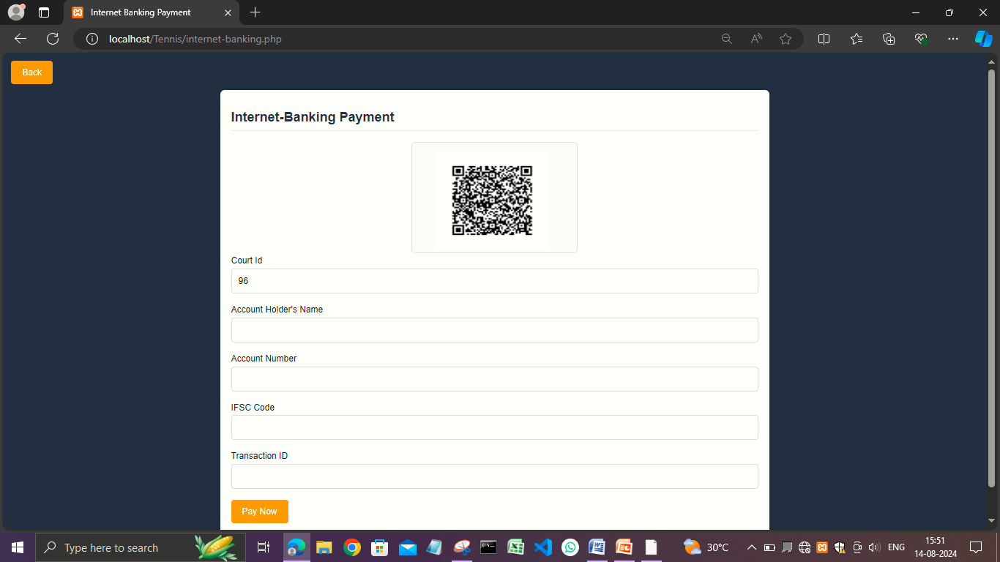 Internet Banking Payment
localhost/Tennis/internet-banking.php
Back
Internet-Banking Payment
Court Id
96
Account Holder's Name
Account Number
IFSC Code
Transaction ID
Pay Now
Type here to search
30°C
ENG
15:51
14-08-2024